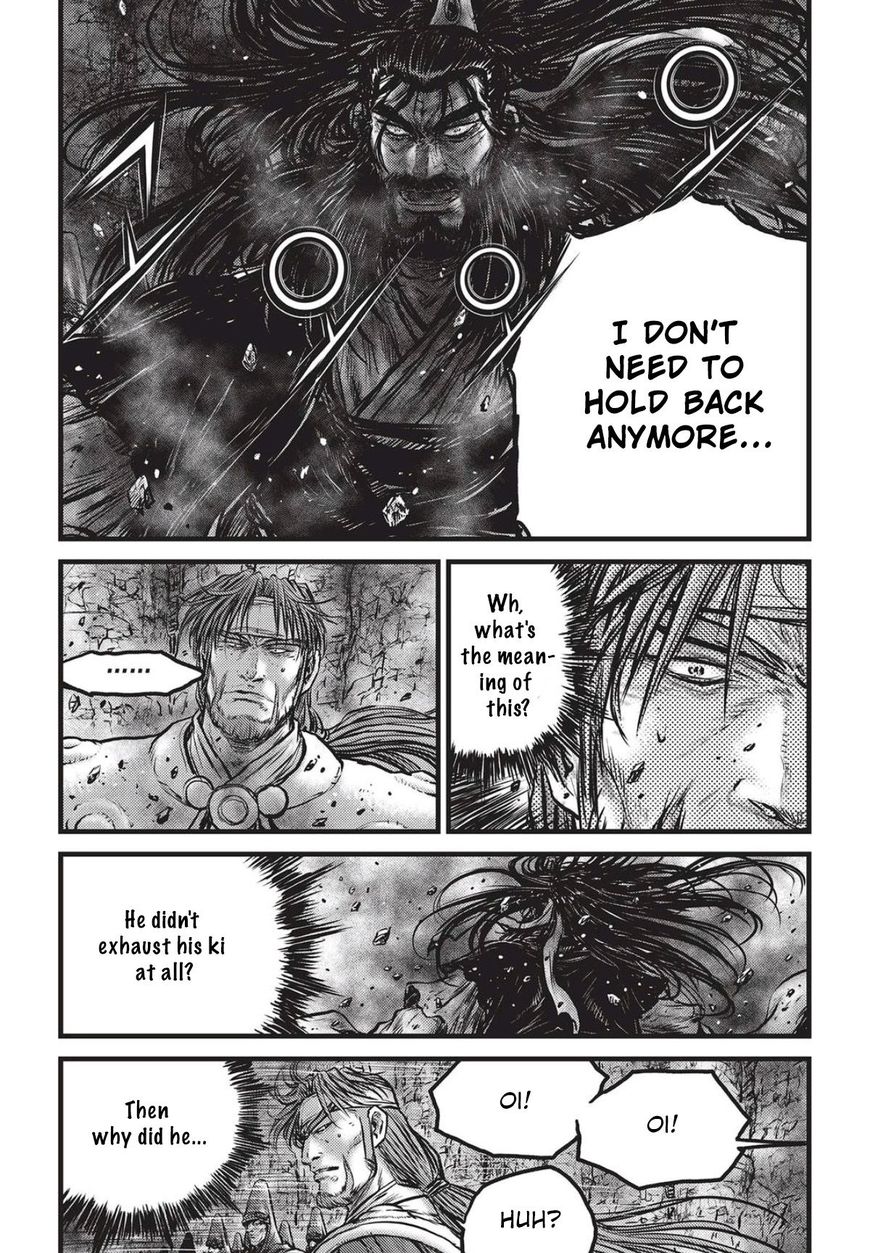 I DON'T
NEED TO
HOLD BACK
ANYMORE...
......
Wh,
what's
the mean-
ing of
this?
He didn't
exhaust his ki
at all?
Then
why did he...
OI!
OI!
HUH?